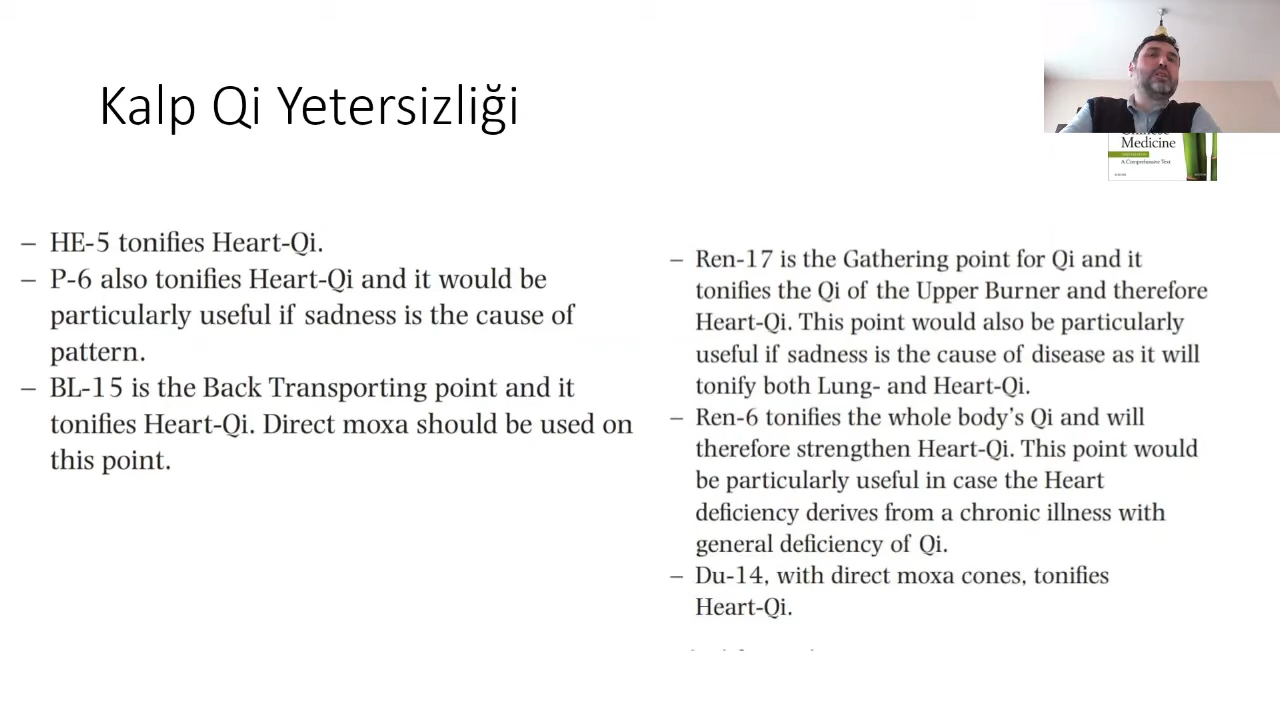 Kalp Qi Yetersizliği
Medicine
A Comprehensive Text
– HE-5 tonifies Heart-Qi.
– P-6 also tonifies Heart-Qi and it would be
particularly useful if sadness is the cause of
pattern.
– BL-15 is the Back Transporting point and it
tonifies Heart-Qi. Direct moxa should be used on
this point.
– Ren-17 is the Gathering point for Qi and it
tonifies the Qi of the Upper Burner and therefore
Heart-Qi. This point would also be particularly
useful if sadness is the cause of disease as it will
tonify both Lung- and Heart-Qi.
– Ren-6 tonifies the whole body's Qi and will
therefore strengthen Heart-Qi. This point would
be particularly useful in case the Heart
deficiency derives from a chronic illness with
general deficiency of Qi.
– Du-14, with direct moxa cones, tonifies
Heart-Qi.